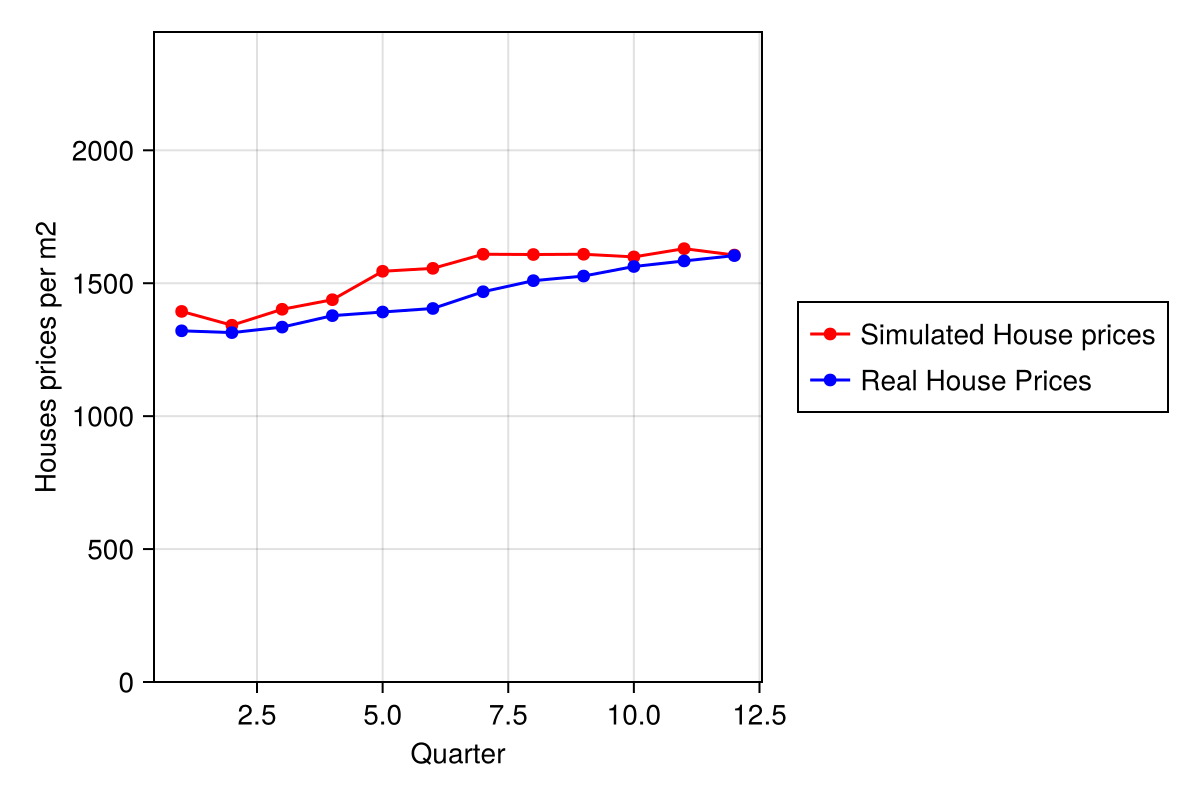 2000
1500
1000
500
0
Houses prices per m2
2.5 5.0 7.5 10.0 12.5
Quarter
Simulated House prices
Real House Prices